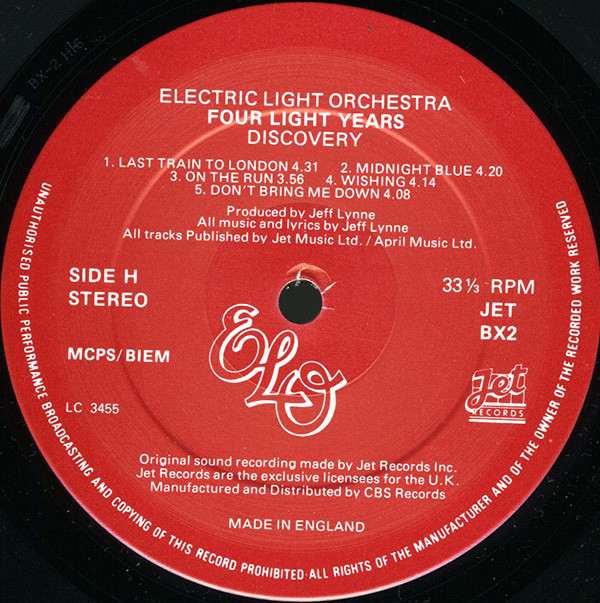 BX-2 H-6
ELECTRIC LIGHT ORCHESTRA
FOUR LIGHT YEARS
DISCOVERY
1. LAST TRAIN TO LONDON 4.31 2. MIDNIGHT BLUE 4.20
3. ON THE RUN 3.56 4. WISHING 4.14
5. DON'T BRING ME DOWN 4.08
Produced by Jeff Lynne
All music and lyrics by Jeff Lynne
All tracks Published by Jet Music Ltd. / April Music Ltd.
SIDE H
STEREO
33 ⅓ RPM
JET
BX2
MCPS/BIEM
LC 3455
ELO
Jet
RECORDS
Original sound recording made by Jet Records Inc.
Jet Records are the exclusive licensees for the U.K.
Manufactured and Distributed by CBS Records
MADE IN ENGLAND
UNAUTHORISED PUBLIC PERFORMANCE BROADCASTING AND COPYING OF THIS RECORD PROHIBITED·ALL RIGHTS OF THE MANUFACTURER AND OF THE OWNER OF THE RECORDED WORK RESERVED